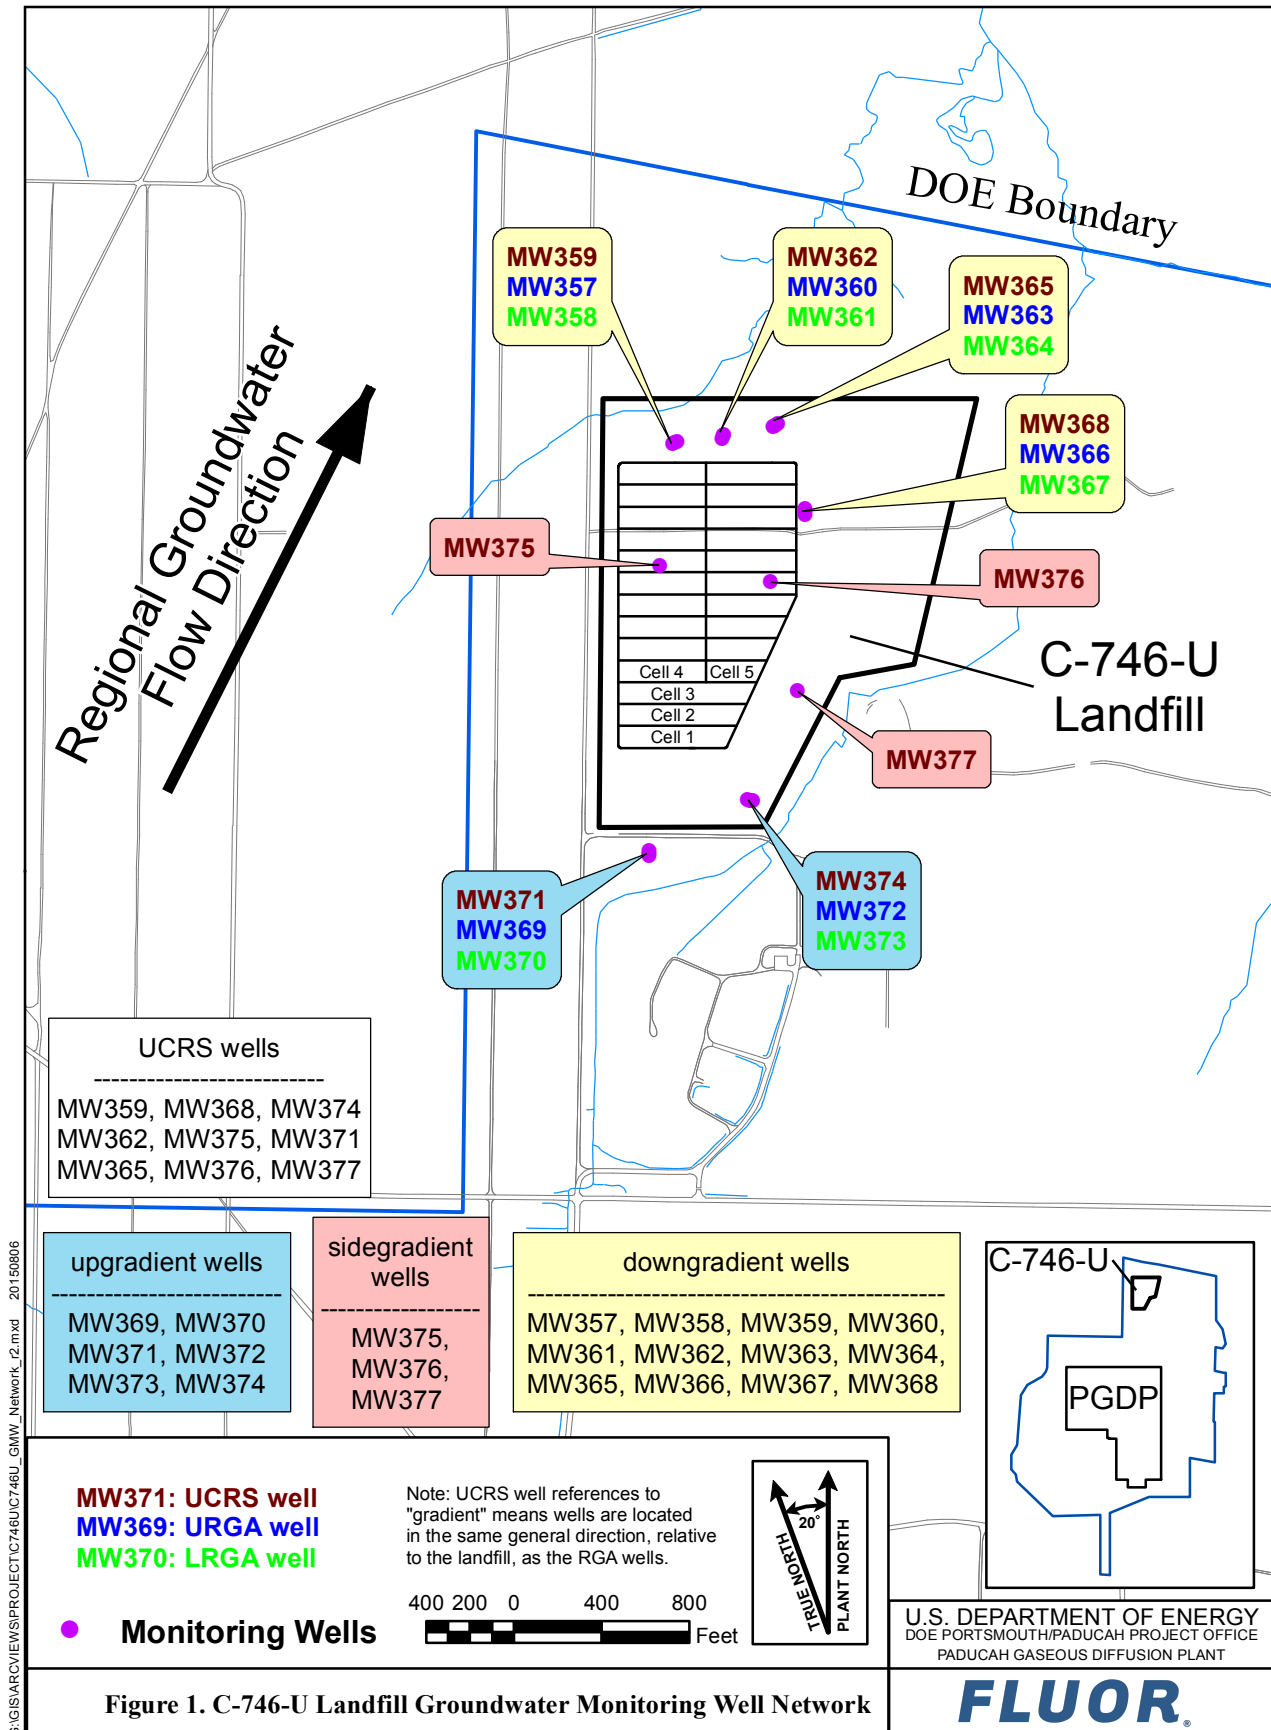 DOE Boundary
MW359
MW357
MW358
MW362
MW360
MW361
MW365
MW363
MW364
MW368
MW366
MW367
Regional Groundwater
Flow Direction
MW375
MW376
C-746-U
Landfill
Cell 4
Cell 5
Cell 3
Cell 2
Cell 1
MW377
MW371
MW369
MW370
MW374
MW372
MW373
UCRS wells
---------------------------
MW359, MW368, MW374
MW362, MW375, MW371
MW365, MW376, MW377
upgradient wells
---------------------------
MW369, MW370
MW371, MW372
MW373, MW374
sidegradient
wells
-------------------
MW375,
MW376,
MW377
downgradient wells
-------------------------------------------------
MW357, MW358, MW359, MW360,
MW361, MW362, MW363, MW364,
MW365, MW366, MW367, MW368
C-746-U
PGDP
MW371: UCRS well
MW369: URGA well
MW370: LRGA well
Monitoring Wells
Note: UCRS well references to
"gradient" means wells are located
in the same general direction, relative
to the landfill, as the RGA wells.
400 200 0 400 800
Feet
20°
TRUE NORTH
PLANT NORTH
U.S. DEPARTMENT OF ENERGY
DOE PORTSMOUTH/PADUCAH PROJECT OFFICE
PADUCAH GASEOUS DIFFUSION PLANT
Figure 1. C-746-U Landfill Groundwater Monitoring Well Network
FLUOR®
G:\GIS\ARCVIEWS\PROJECT\C746U\C746U_GMW_Network_r2.mxd 20150806